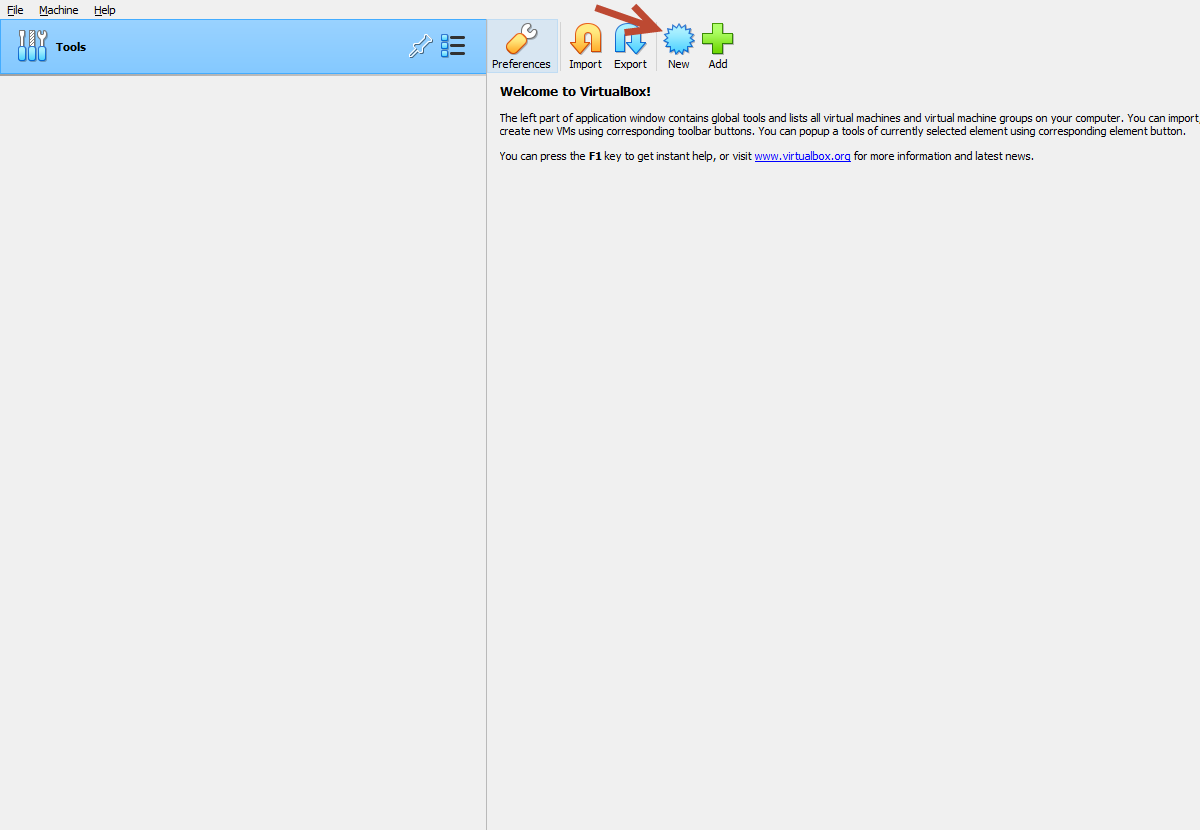 File Machine Help
Tools
Preferences Import Export New Add
Welcome to VirtualBox!
The left part of application window contains global tools and lists all virtual machines and virtual machine groups on your computer. You can import,
create new VMs using corresponding toolbar buttons. You can popup a tools of currently selected element using corresponding element button.
You can press the F1 key to get instant help, or visit www.virtualbox.org for more information and latest news.